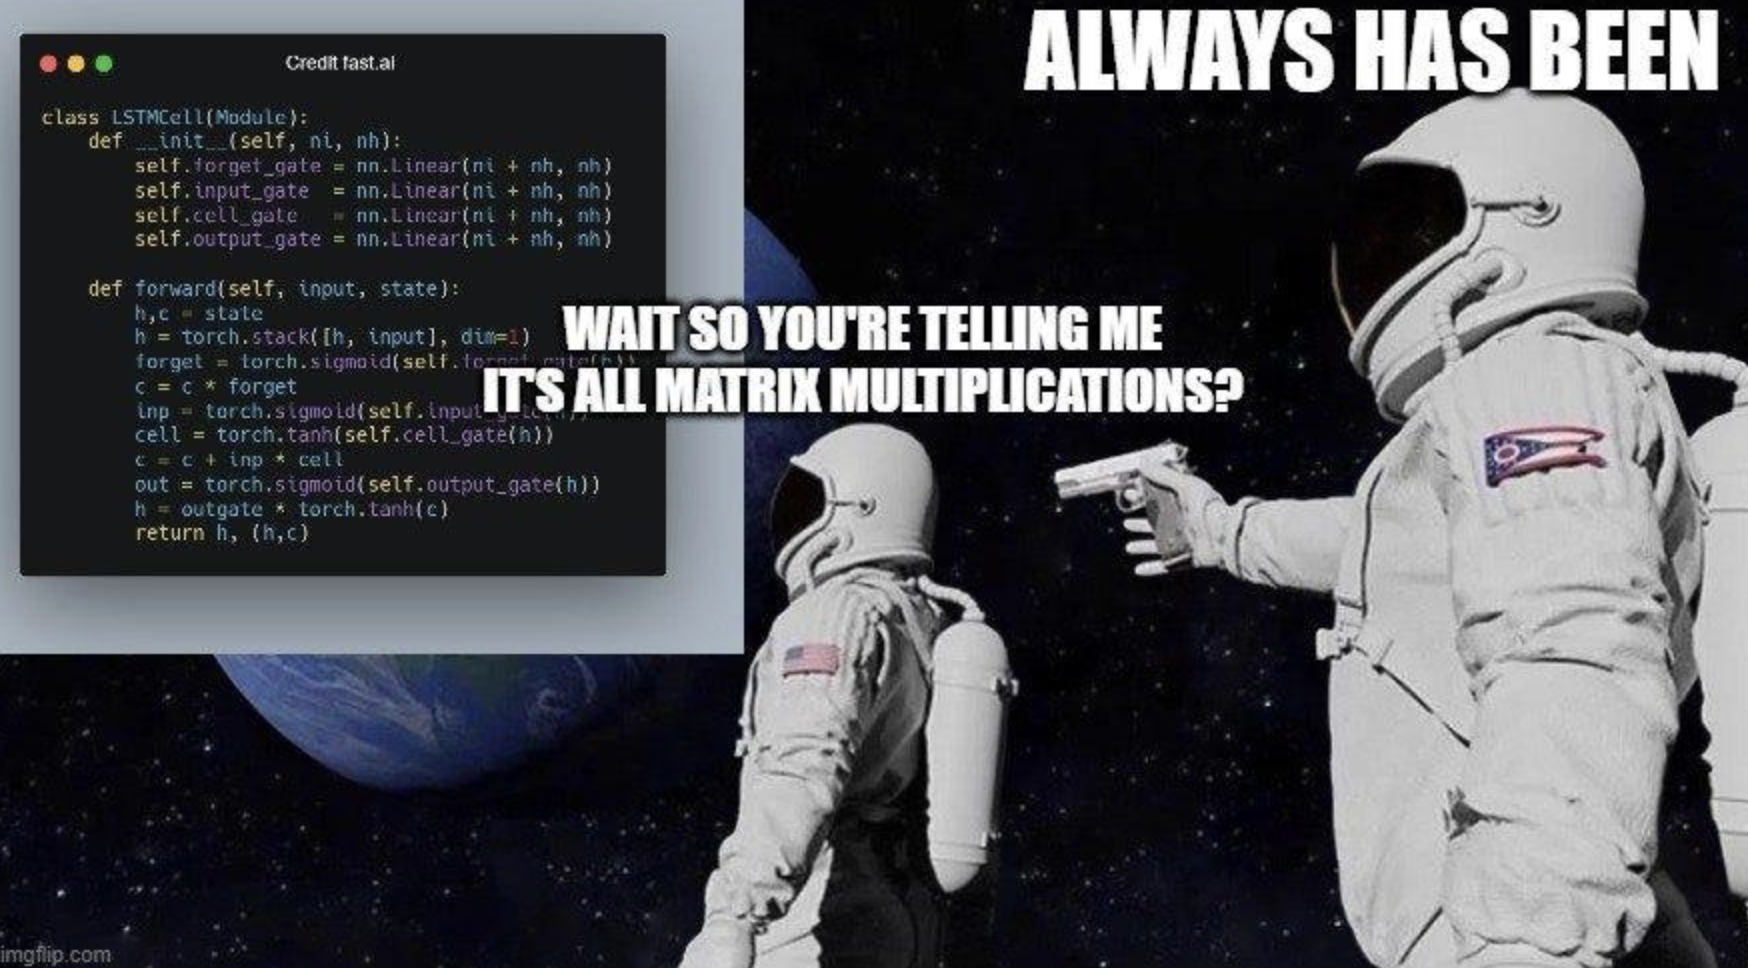 Credit fast.ai
class LSTMCell(Module):
    def __init__(self, ni, nh):
        self.forget_gate = nn.Linear(ni + nh, nh)
        self.input_gate  = nn.Linear(ni + nh, nh)
        self.cell_gate   = nn.Linear(ni + nh, nh)
        self.output_gate = nn.Linear(ni + nh, nh)
    def forward(self, input, state):
        h,c = state
        h = torch.stack([h, input], dim=1)
        forget = torch.sigmoid(self.forget_gate(h))
        c = c * forget
        inp = torch.sigmoid(self.input_gate(h))
        cell = torch.tanh(self.cell_gate(h))
        c = c + inp * cell
        out = torch.sigmoid(self.output_gate(h))
        h = outgate * torch.tanh(c)
        return h, (h,c)
WAIT SO YOU'RE TELLING ME
IT'S ALL MATRIX MULTIPLICATIONS?
ALWAYS HAS BEEN
imgflip.com